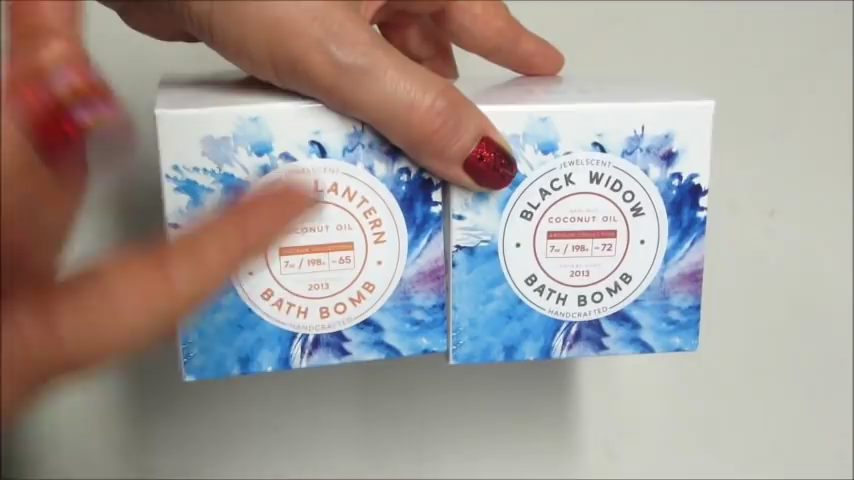 LANTERN
COCONUT OIL
7oz / 198g -65
2013
BATH BOMB
HANDCRAFTED
JEWELSCENT
BLACK WIDOW
COCONUT OIL
7oz / 198g -72
2013
BATH BOMB
HANDCRAFTED